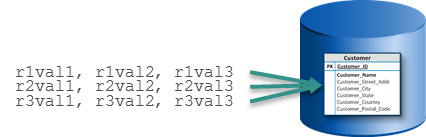 r1val1, r1val2, r1val3
r2val1, r2val2, r2val3
r3val1, r3val2, r3val3
Customer
PK Customer_ID
Customer_Name
Customer_Street_Addr
Customer_City
Customer_State
Customer_Country
Customer_Postal_Code